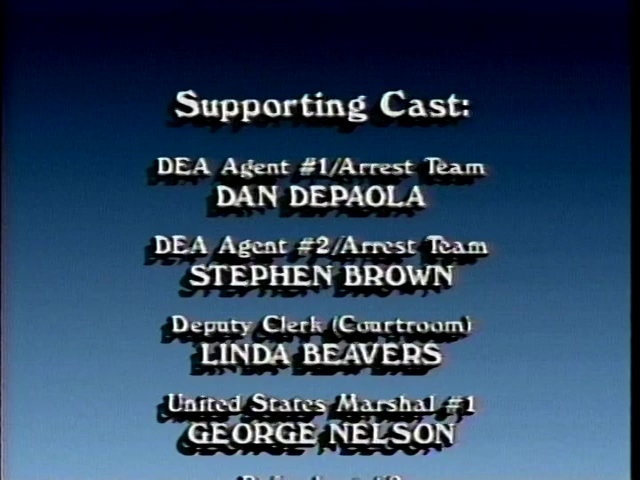 Supporting Cast:
DEA Agent #1/Arrest Team
DAN DEPAOLA
DEA Agent #2/Arrest Team
STEPHEN BROWN
Deputy Clerk (Courtroom)
LINDA BEAVERS
United States Marshal #1
GEORGE NELSON